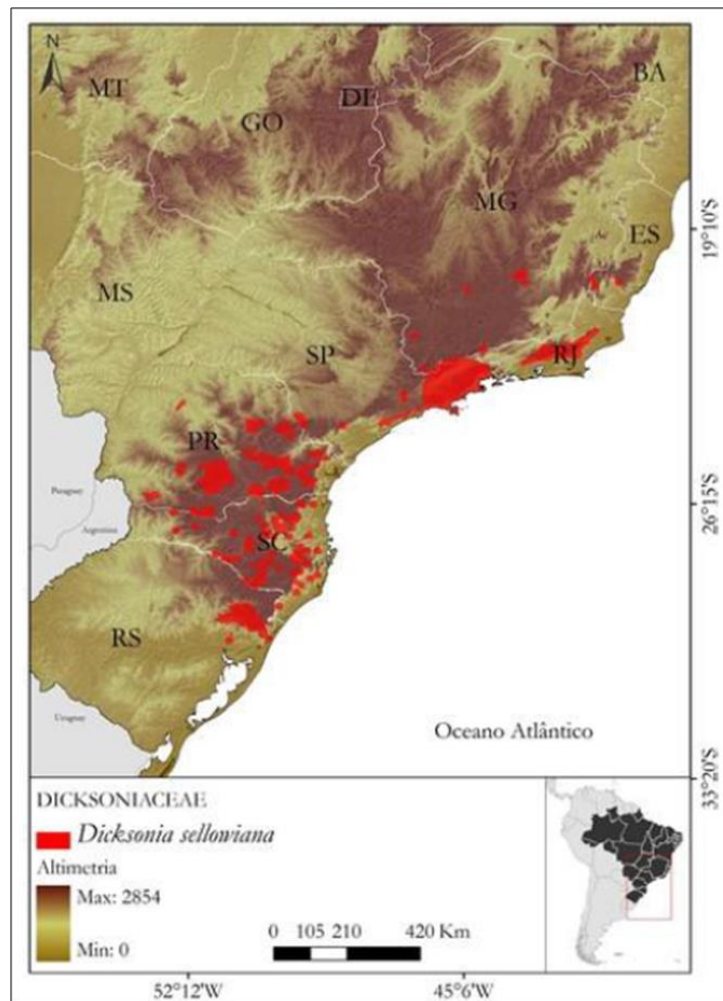 N
MT
BA
DF
GO
MG
ES
19°10'S
MS
SP
RJ
PR
Paraguay
26°15'S
Argentina
SC
RS
Uruguay
Oceano Atlântico
33°20'S
DICKSONIACEAE
Dicksonia sellowiana
Altimetria
Max: 2854
Min: 0
0 105 210 420 Km
52°12'W 45°6'W